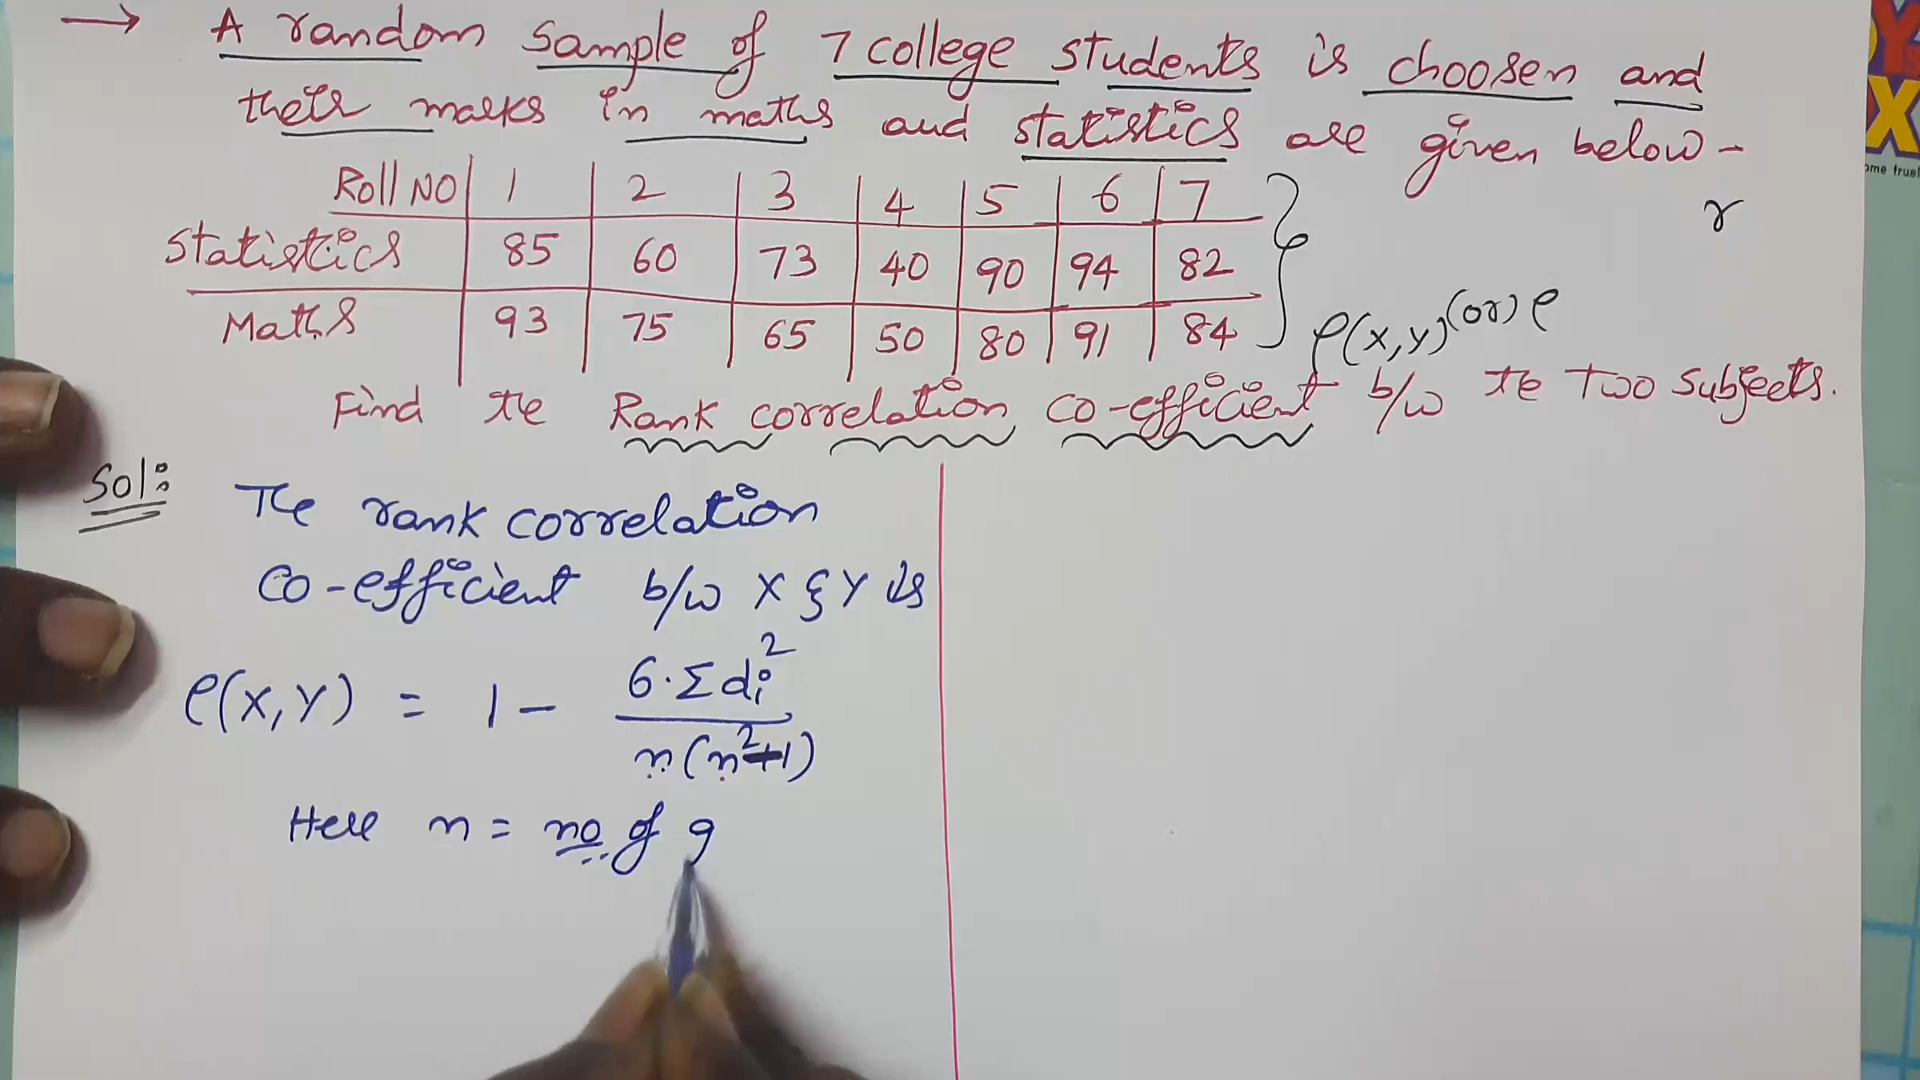 → A random sample of 7 college students is choosen and
their marks in maths and statistics are given below -
Roll NO 1 2 3 4 5 6 7
Statistics 85 60 73 40 90 94 82
Maths 93 75 65 50 80 91 84
r
ρ(X,Y) (or) ρ
Find the Rank correlation co-efficient b/w the two subjects.
Sol:
The rank correlation
co-efficient b/w X & Y is
ρ(X,Y) = 1 - 6·Σdi² / n(n²-1)
Here n = no of g
ome true!